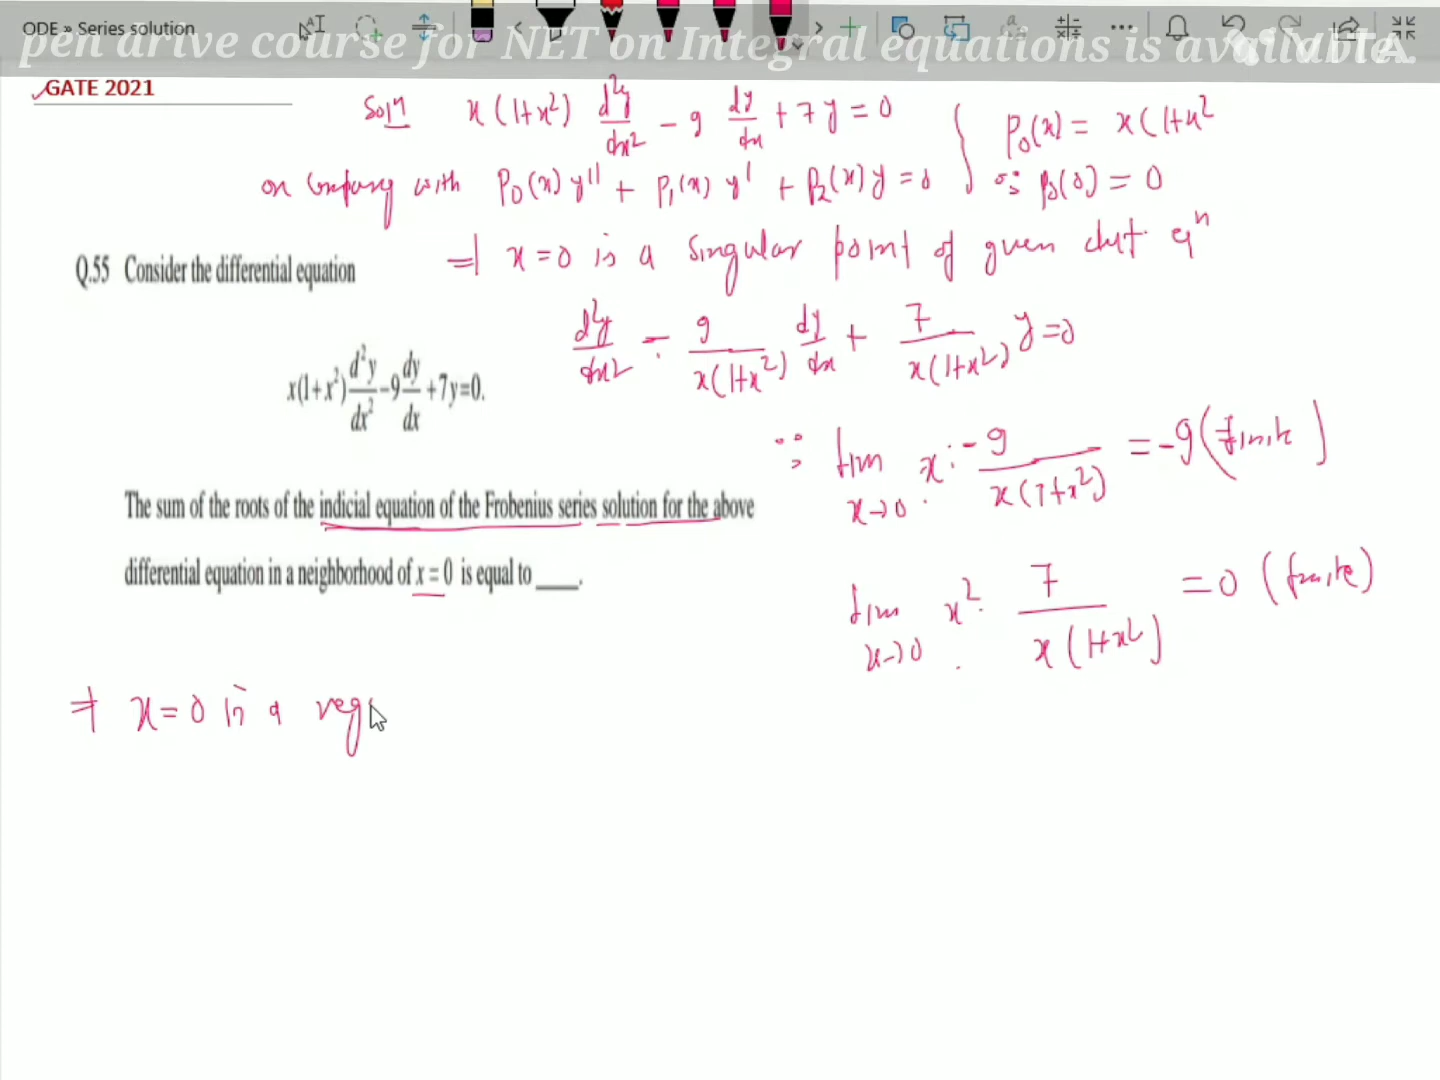 ODE » Series solution
pen drive course for NET on Integral equations is available.
GATE 2021
Soln x(1+x²) d²y/dx² - 9 dy/dx + 7y = 0
P₀(x) = x(1+x²
on comparing with P₀(x) y'' + P₁(x) y' + P₂(x) y = 0
∵ P₀(0) = 0
⇒ x = 0 is a singular point of given diff. eqⁿ
Q.55 Consider the differential equation
d²y/dx² - 9/x(1+x²) dy/dx + 7/x(1+x²) y = 0
x(1+x²) d²y/dx² - 9 dy/dx + 7y = 0.
∵ lim x→0 x · -9/x(1+x²) = -9 (finite)
The sum of the roots of the indicial equation of the Frobenius series solution for the above
differential equation in a neighborhood of x = 0 is equal to ____.
lim x→0 x² · 7/x(1+x²) = 0 (finite)
⇒ x = 0 is a reg